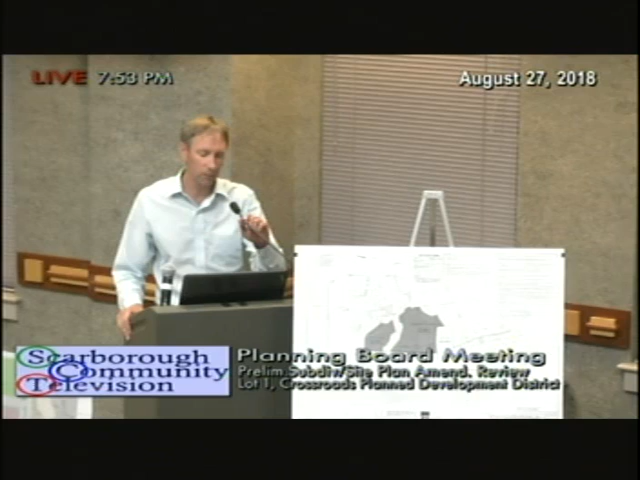 LIVE 7:53 PM
August 27, 2018
Scarborough
Community
Television
Planning Board Meeting
Prelim.Subdiv/Site Plan Amend. Review
Lot 1, Crossroads Planned Development District